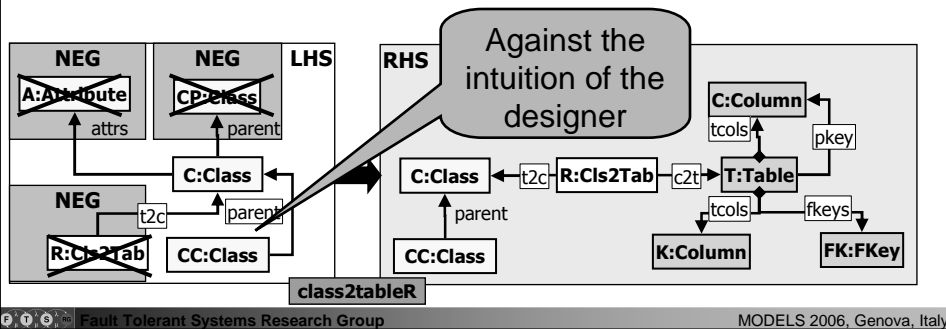 Against the
intuition of the
designer
NEG
NEG
LHS
A:Attribute
CP:Class
attrs
parent
C:Class
NEG
t2c
parent
R:Cls2Tab
CC:Class
RHS
C:Column
tcols
pkey
C:Class
t2c
R:Cls2Tab
c2t
T:Table
parent
tcols
fkeys
CC:Class
K:Column
FK:FKey
class2tableR
F T S RG Fault Tolerant Systems Research Group
MODELS 2006, Genova, Italy